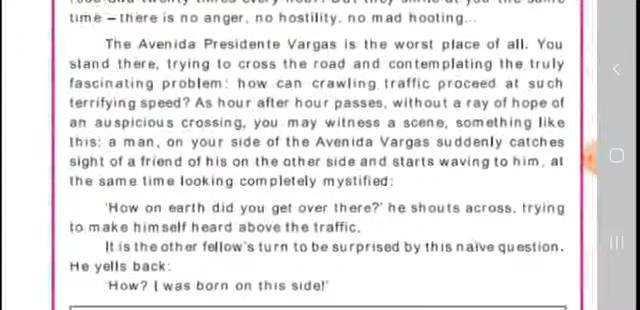 time – there is no anger, no hostility, no mad hooting...
The Avenida Presidente Vargas is the worst place of all. You
stand there, trying to cross the road and contemplating the truly
fascinating problem: how can crawling traffic proceed at such
terrifying speed? As hour after hour passes, without a ray of hope of
an auspicious crossing, you may witness a scene, something like
this: a man, on your side of the Avenida Vargas suddenly catches
sight of a friend of his on the other side and starts waving to him, at
the same time looking completely mystified:
'How on earth did you get over there?' he shouts across, trying
to make himself heard above the traffic.
It is the other fellow's turn to be surprised by this naïve question.
He yells back:
'How? I was born on this side!'